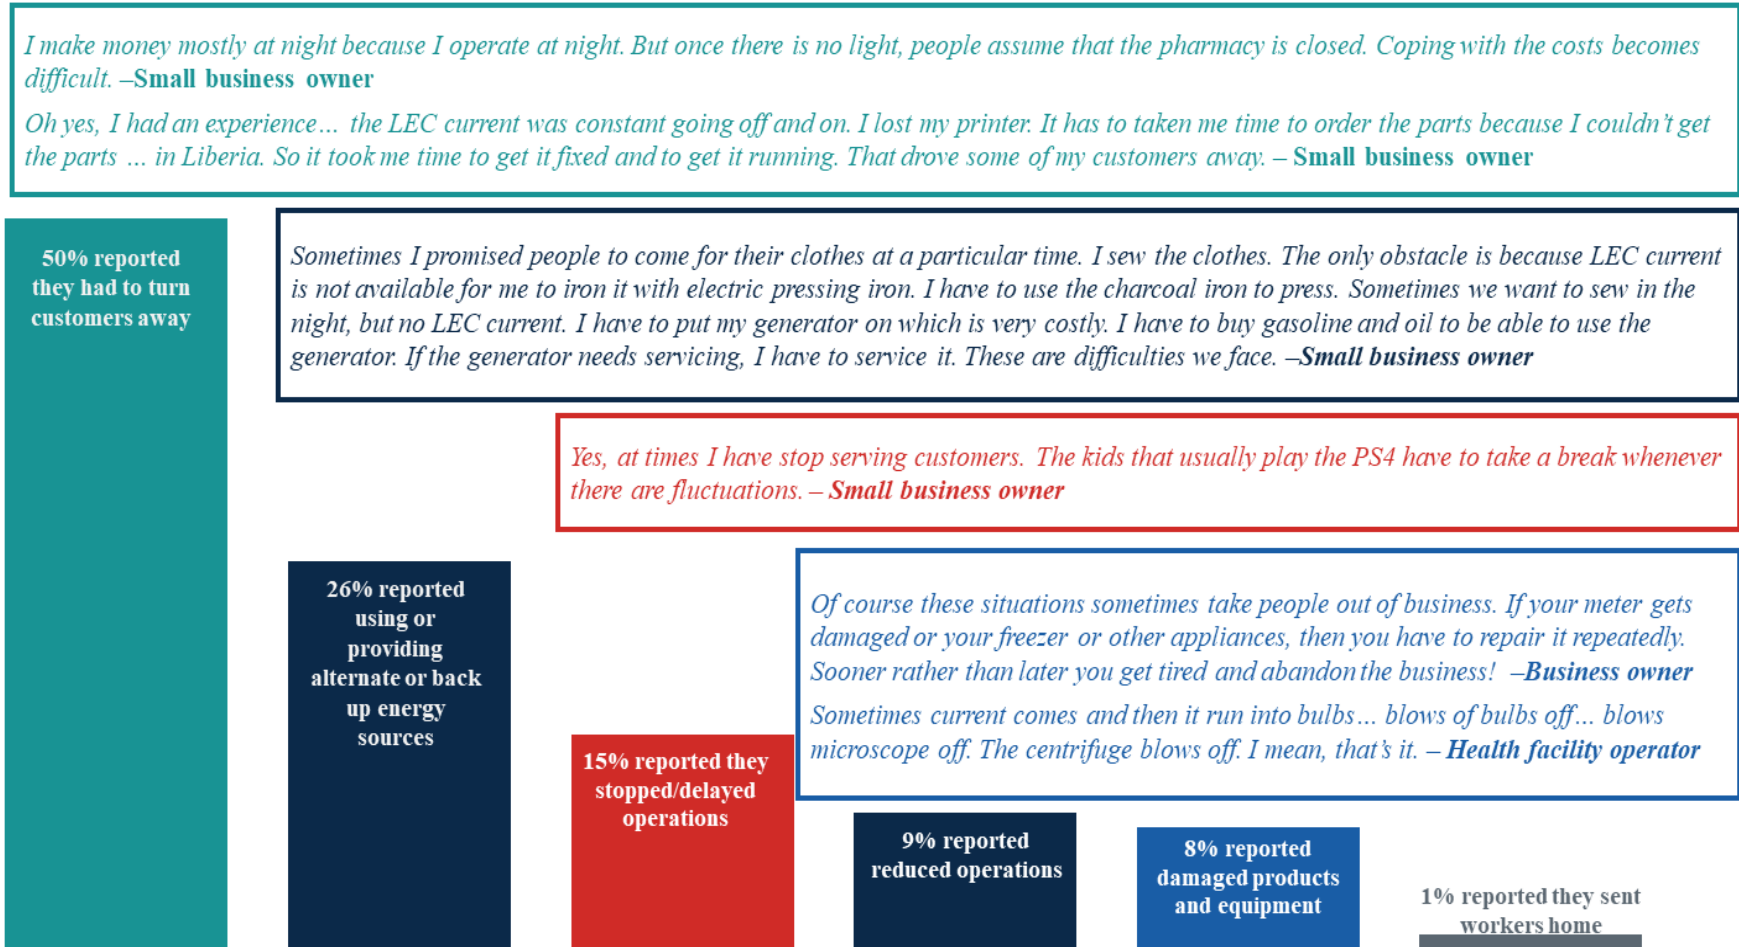 I make money mostly at night because I operate at night. But once there is no light, people assume that the pharmacy is closed. Coping with the costs becomes
difficult. –Small business owner
Oh yes, I had an experience… the LEC current was constant going off and on. I lost my printer. It has to taken me time to order the parts because I couldn't get
the parts … in Liberia. So it took me time to get it fixed and to get it running. That drove some of my customers away. – Small business owner
50% reported
they had to turn
customers away
Sometimes I promised people to come for their clothes at a particular time. I sew the clothes. The only obstacle is because LEC current
is not available for me to iron it with electric pressing iron. I have to use the charcoal iron to press. Sometimes we want to sew in the
night, but no LEC current. I have to put my generator on which is very costly. I have to buy gasoline and oil to be able to use the
generator. If the generator needs servicing, I have to service it. These are difficulties we face. –Small business owner
Yes, at times I have stop serving customers. The kids that usually play the PS4 have to take a break whenever
there are fluctuations. – Small business owner
26% reported
using or
providing
alternate or back
up energy
sources
Of course these situations sometimes take people out of business. If your meter gets
damaged or your freezer or other appliances, then you have to repair it repeatedly.
Sooner rather than later you get tired and abandon the business! –Business owner
Sometimes current comes and then it run into bulbs… blows of bulbs off… blows
microscope off. The centrifuge blows off. I mean, that's it. – Health facility operator
15% reported they
stopped/delayed
operations
9% reported
reduced operations
8% reported
damaged products
and equipment
1% reported they sent
workers home